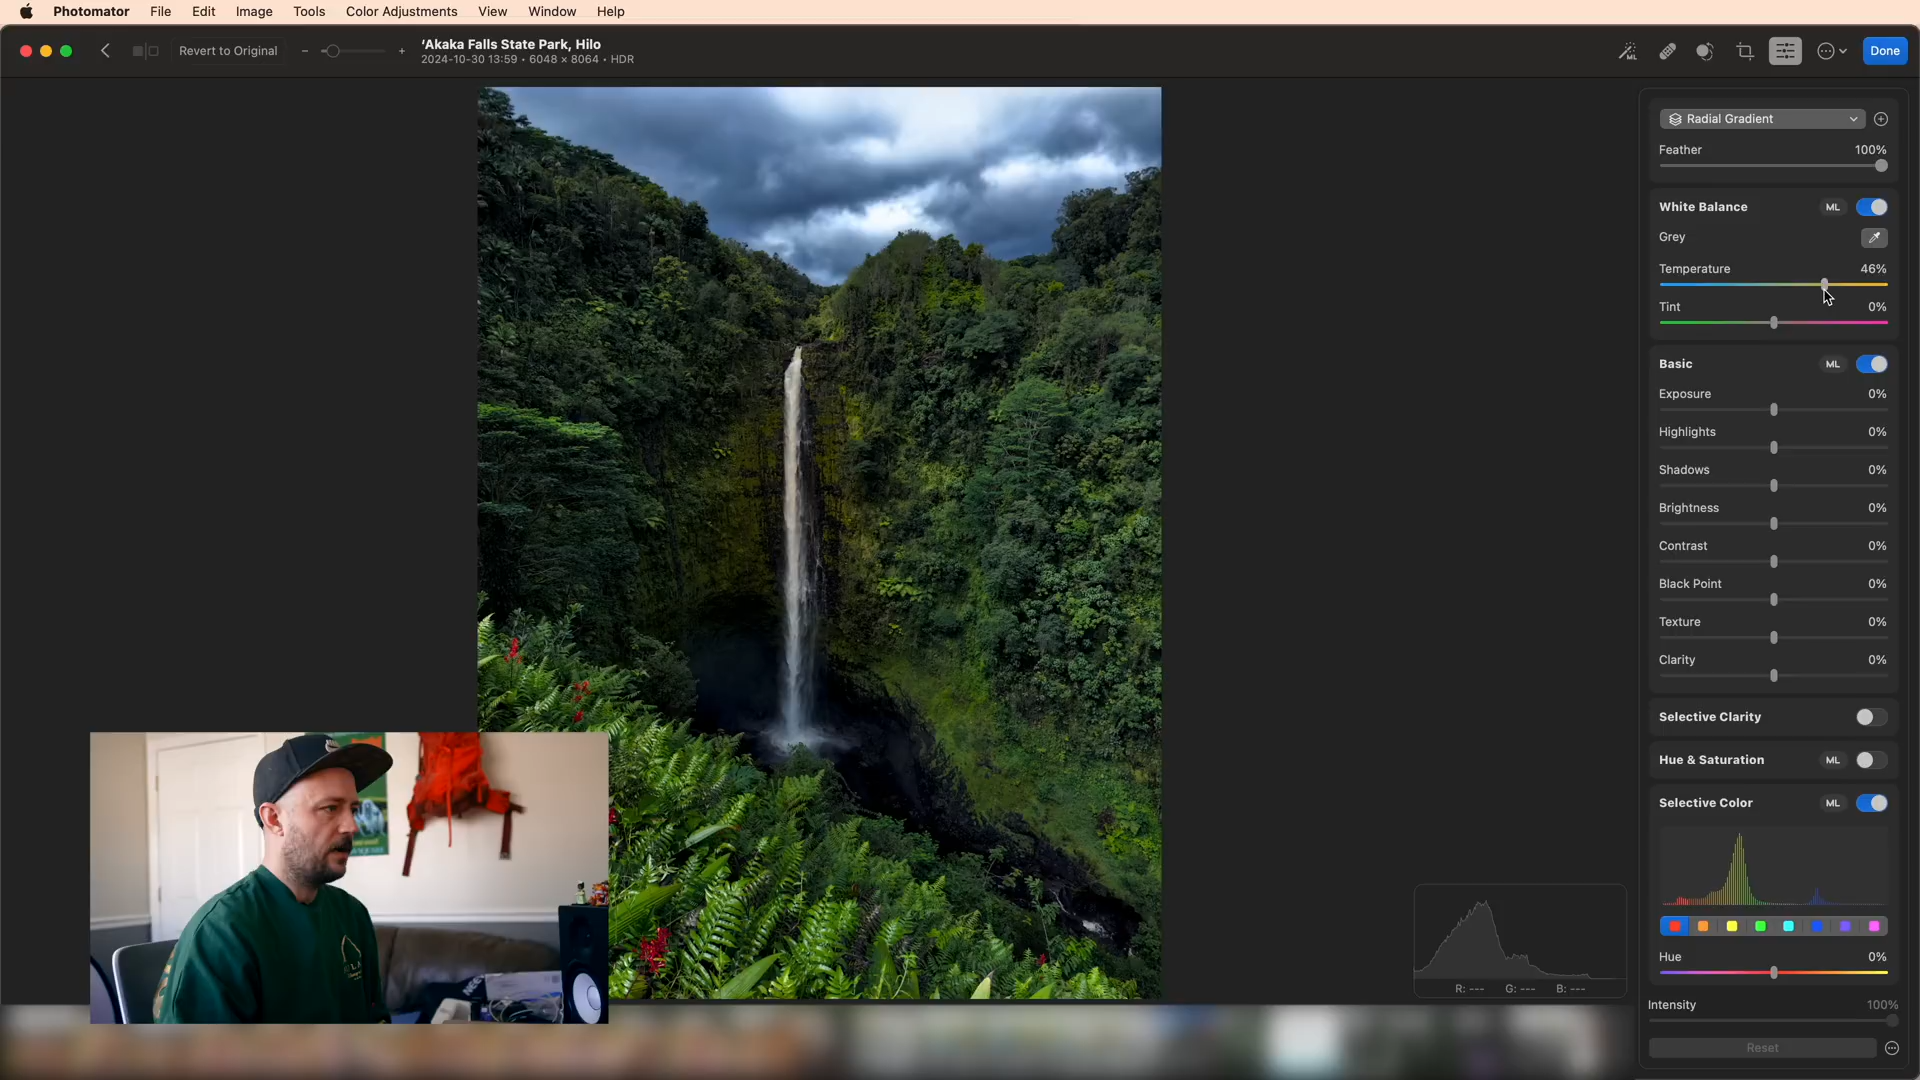 Photomator File Edit Image Tools Color Adjustments View Window Help
Revert to Original
− +
‘Akaka Falls State Park, Hilo
2024-10-30 13:59 • 6048 × 8064 • HDR
ML
Done
Radial Gradient
Feather 100%
White Balance ML
Grey
Temperature 46%
Tint 0%
Basic ML
Exposure 0%
Highlights 0%
Shadows 0%
Brightness 0%
Contrast 0%
Black Point 0%
Texture 0%
Clarity 0%
Selective Clarity
Hue & Saturation ML
Selective Color ML
Hue 0%
R: --- G: --- B: ---
Intensity 100%
Reset